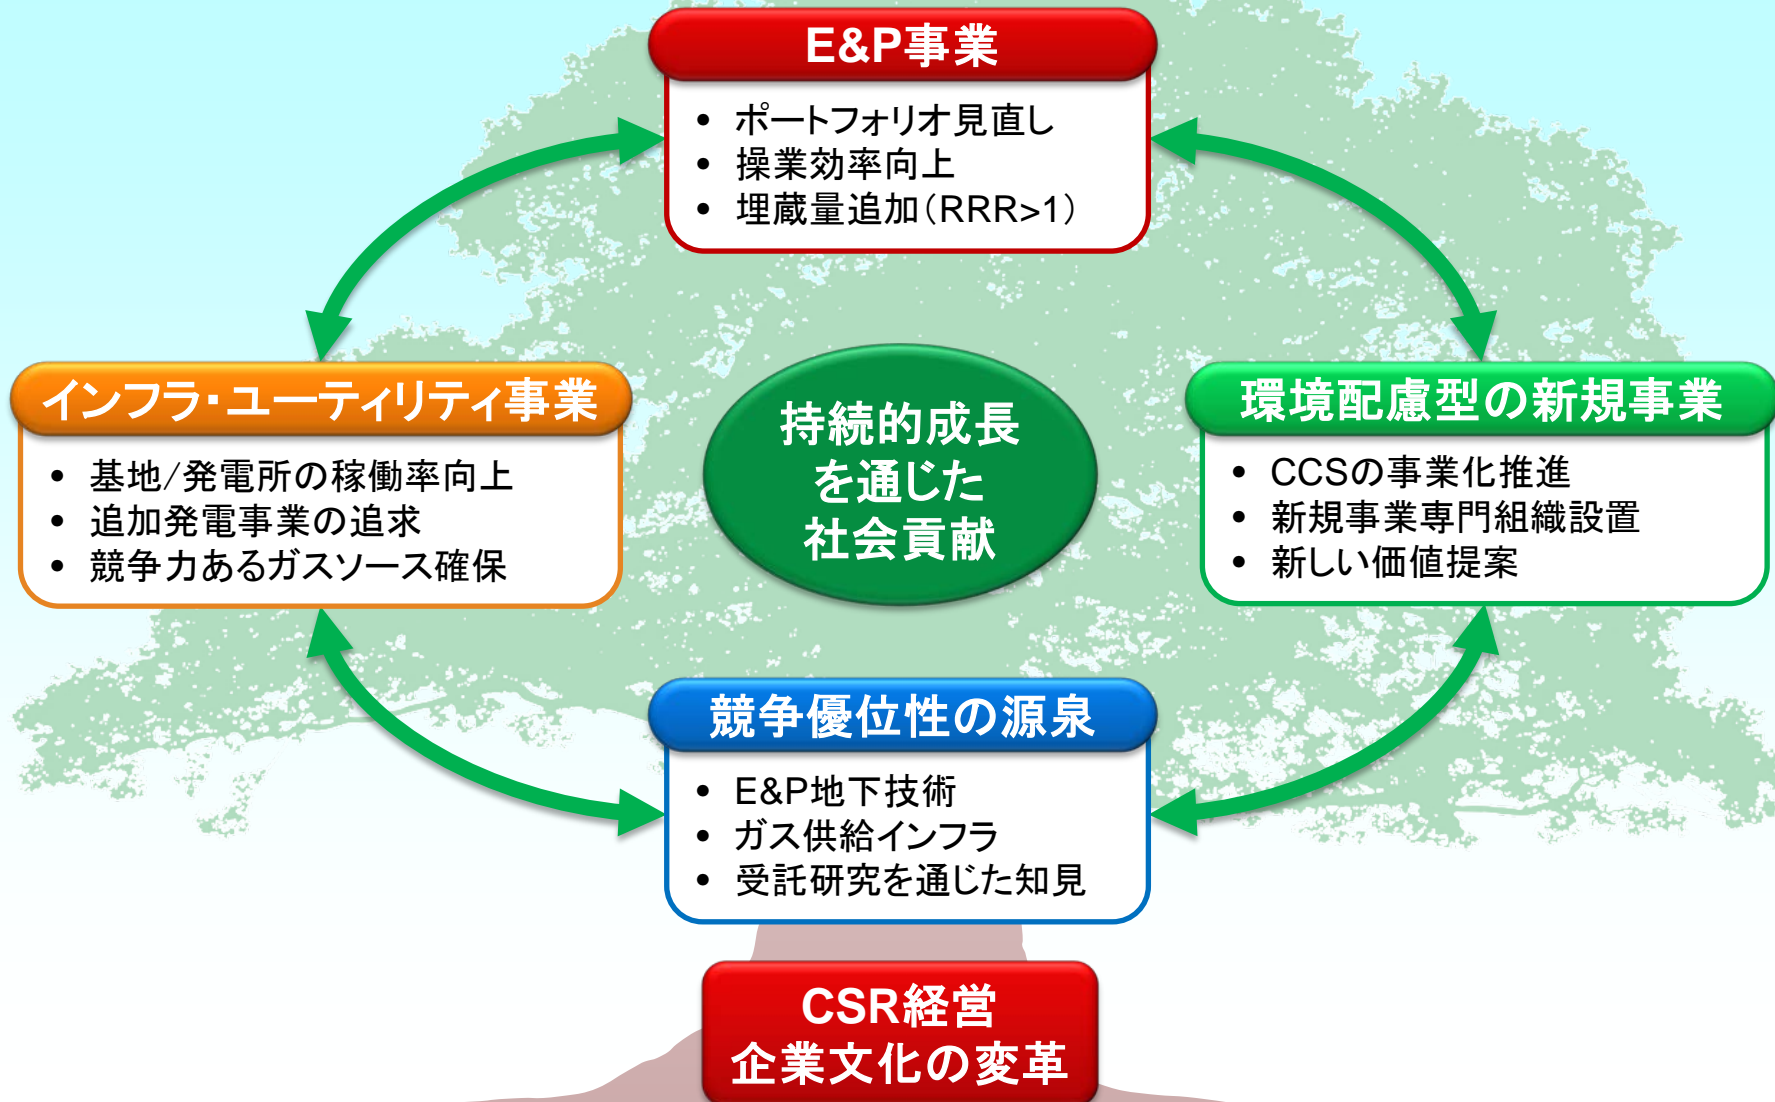 E&P事業
• ポートフォリオ見直し
• 操業効率向上
• 埋蔵量追加（RRR>1）
インフラ・ユーティリティ事業
• 基地/発電所の稼働率向上
• 追加発電事業の追求
• 競争力あるガスソース確保
持続的成長
を通じた
社会貢献
環境配慮型の新規事業
• CCSの事業化推進
• 新規事業専門組織設置
• 新しい価値提案
競争優位性の源泉
• E&P地下技術
• ガス供給インフラ
• 受託研究を通じた知見
CSR経営
企業文化の変革